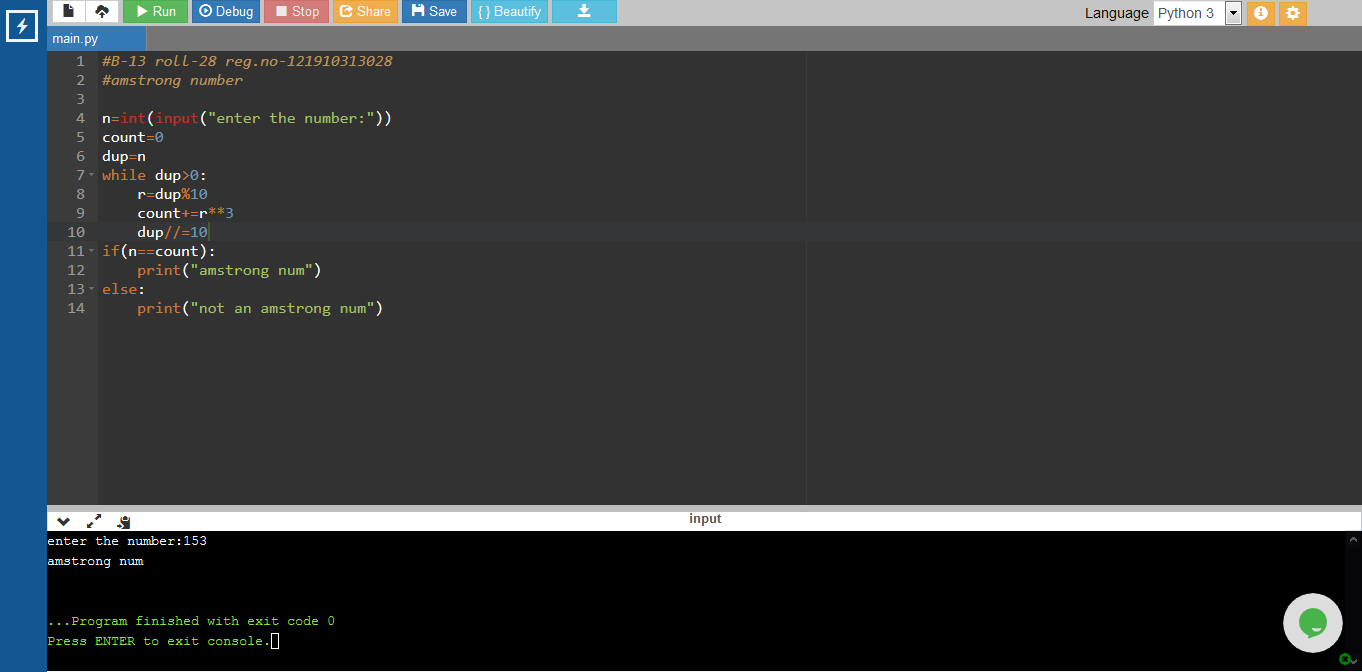 Run Debug Stop Share Save { } Beautify Language Python 3
main.py
1 #B-13 roll-28 reg.no-121910313028
2 #amstrong number
3
4 n=int(input("enter the number:"))
5 count=0
6 dup=n
7 while dup>0:
8     r=dup%10
9     count+=r**3
10     dup//=10
11 if(n==count):
12     print("amstrong num")
13 else:
14     print("not an amstrong num")
input
enter the number:153
amstrong num
...Program finished with exit code 0
Press ENTER to exit console.